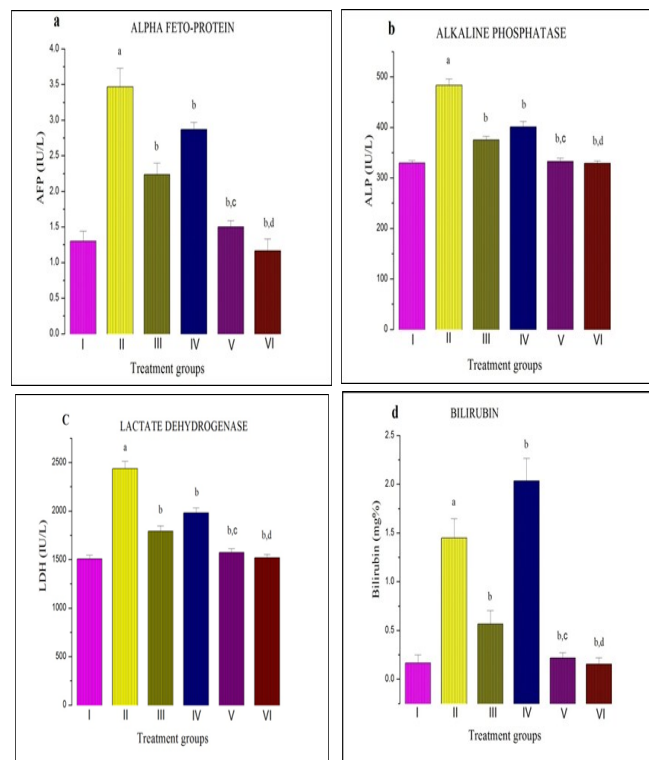 a
ALPHA FETO-PROTEIN
AFP (IU/L)
4.0
3.5
3.0
2.5
2.0
1.5
1.0
0.5
0.0
a
b
b
b,c
b,d
I II III IV V VI
Treatment groups
b
ALKALINE PHOSPHATASE
ALP (IU/L)
500
400
300
200
100
0
a
b
b
b,c
b,d
I II III IV V VI
Treatment groups
C
LACTATE DEHYDROGENASE
LDH (IU/L)
2500
2000
1500
1000
500
0
a
b
b
b,c
b,d
I II III IV V VI
Treatment groups
d
BILIRUBIN
Bilirubin (mg%)
2.5
2.0
1.5
1.0
0.5
0.0
a
b
b
b,c
b,d
I II III IV V VI
Treatment groups